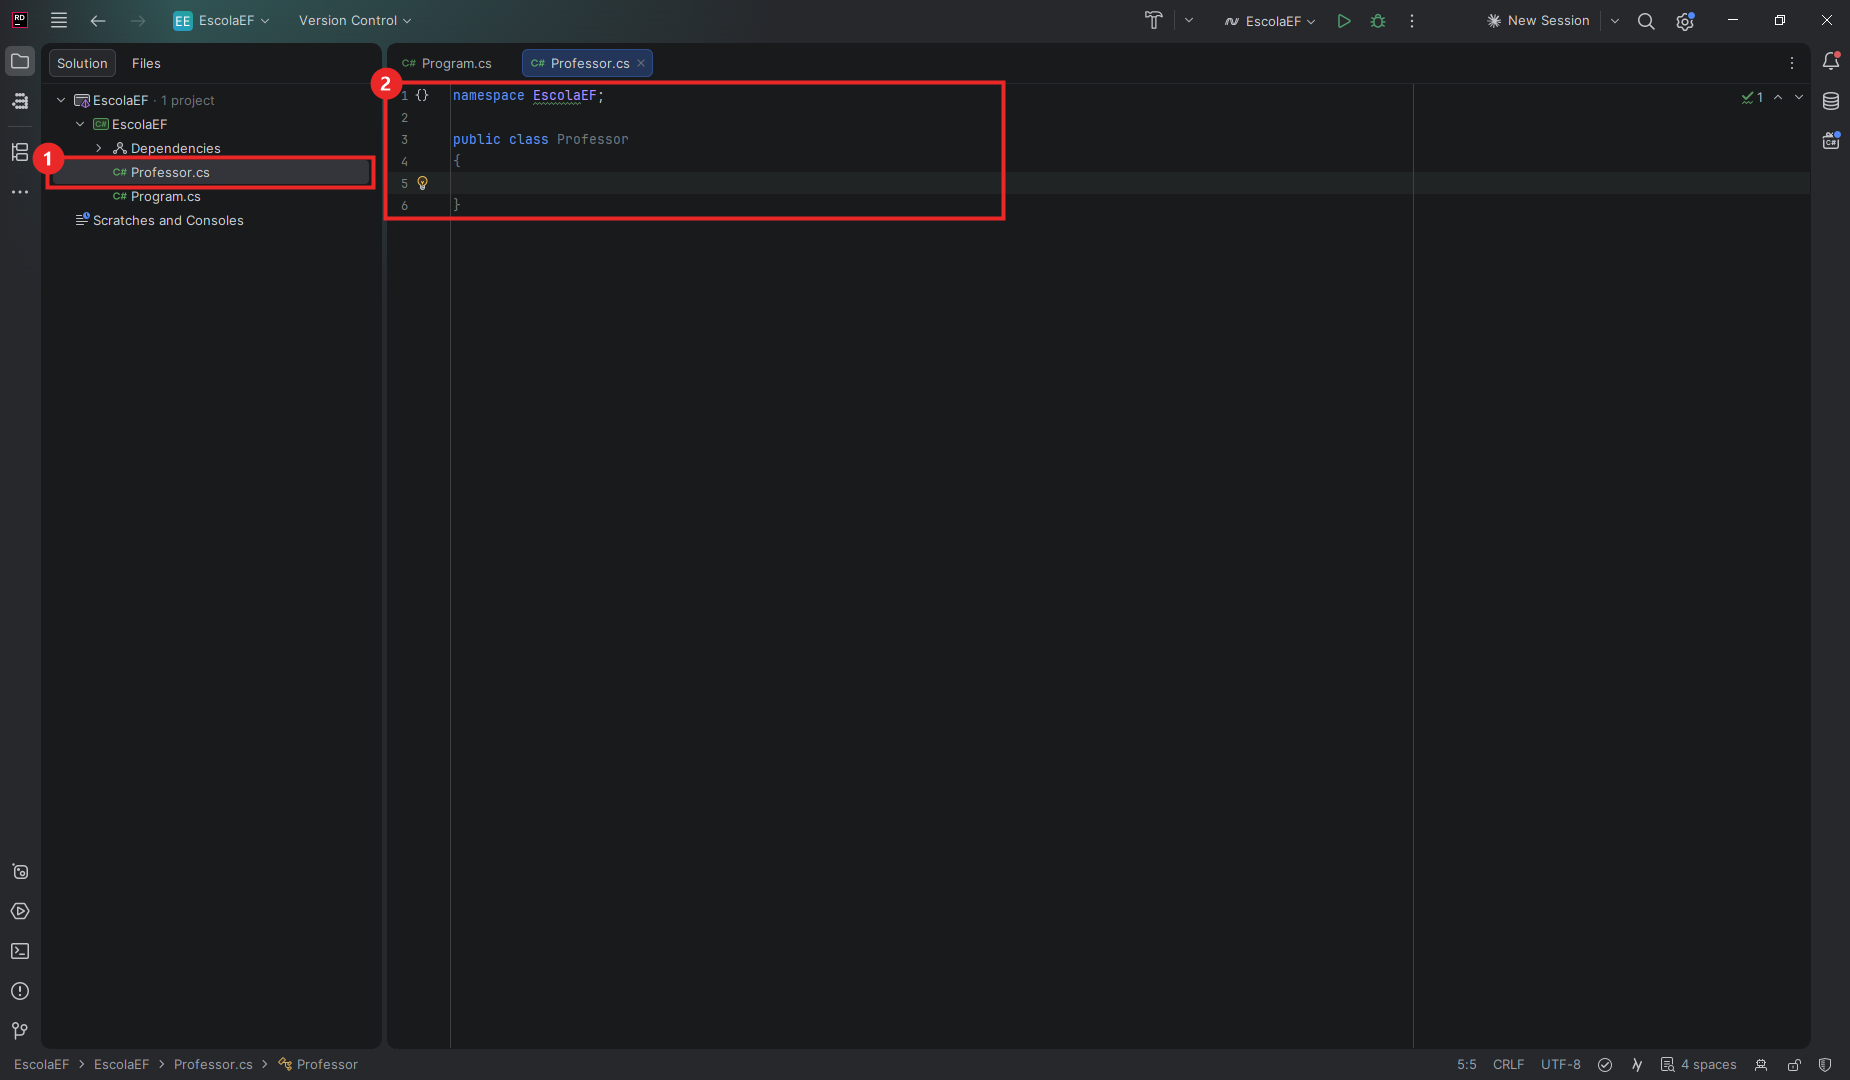 RD
EE EscolaEF
Version Control
EscolaEF
New Session
Solution
Files
C# Program.cs
C# Professor.cs
EscolaEF · 1 project
C# EscolaEF
Dependencies
1
C# Professor.cs
C# Program.cs
Scratches and Consoles
2
1 {} namespace EscolaEF;
2
3 public class Professor
4 {
5
6 }
1
C#
EscolaEF > EscolaEF > Professor.cs > Professor
5:5
CRLF
UTF-8
4 spaces